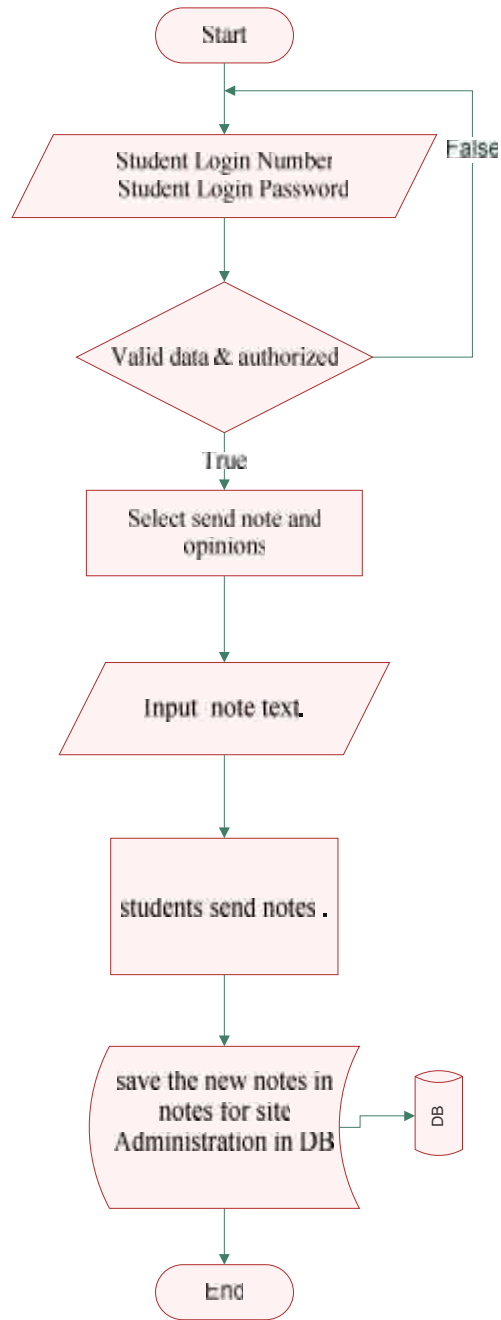 Start
False
Student Login Number
Student Login Password
Valid data & authorized
True
Select send note and
opinions
Input note text.
students send notes .
save the new notes in
notes for site
Administration in DB
DB
End